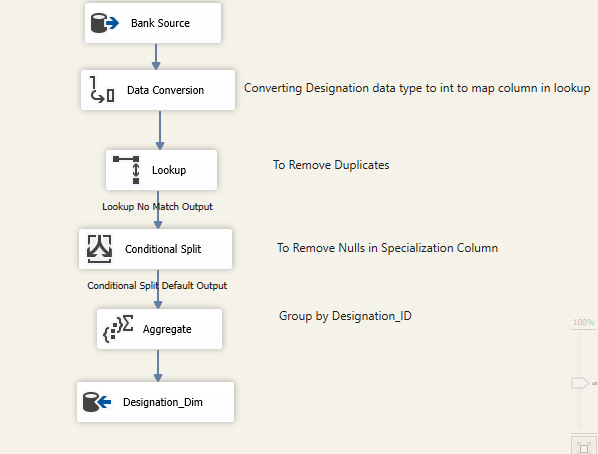 Bank Source
Data Conversion
Converting Designation data type to int to map column in lookup
Lookup
To Remove Duplicates
Lookup No Match Output
Conditional Split
To Remove Nulls in Specialization Column
Conditional Split Default Output
Group by Designation_ID
Aggregate
100%
Designation_Dim